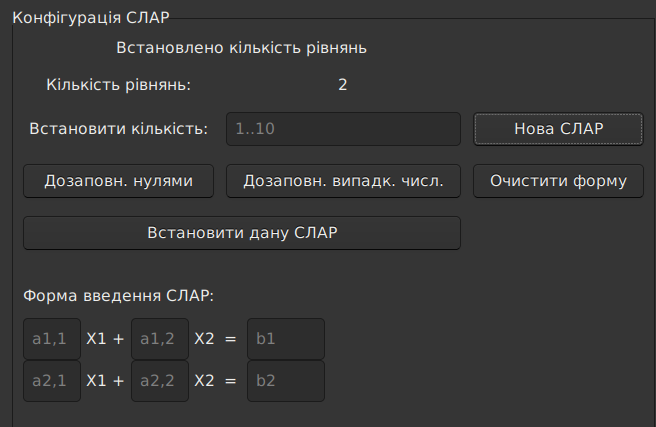 Конфігурація СЛАР
Встановлено кількість рівнянь
Кількість рівнянь: 2
Встановити кількість: 1..10 Нова СЛАР
Дозаповн. нулями Дозаповн. випадк. числ. Очистити форму
Встановити дану СЛАР
Форма введення СЛАР:
a1,1 X1 + a1,2 X2 = b1
a2,1 X1 + a2,2 X2 = b2